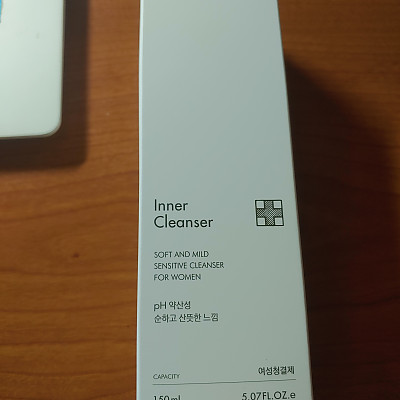 Inner
Cleanser
SOFT AND MILD
SENSITIVE CLEANSER
FOR WOMEN
pH 약산성
순하고 산뜻한 느낌
CAPACITY 여성청결제
150ml 5.07FL.OZ.e